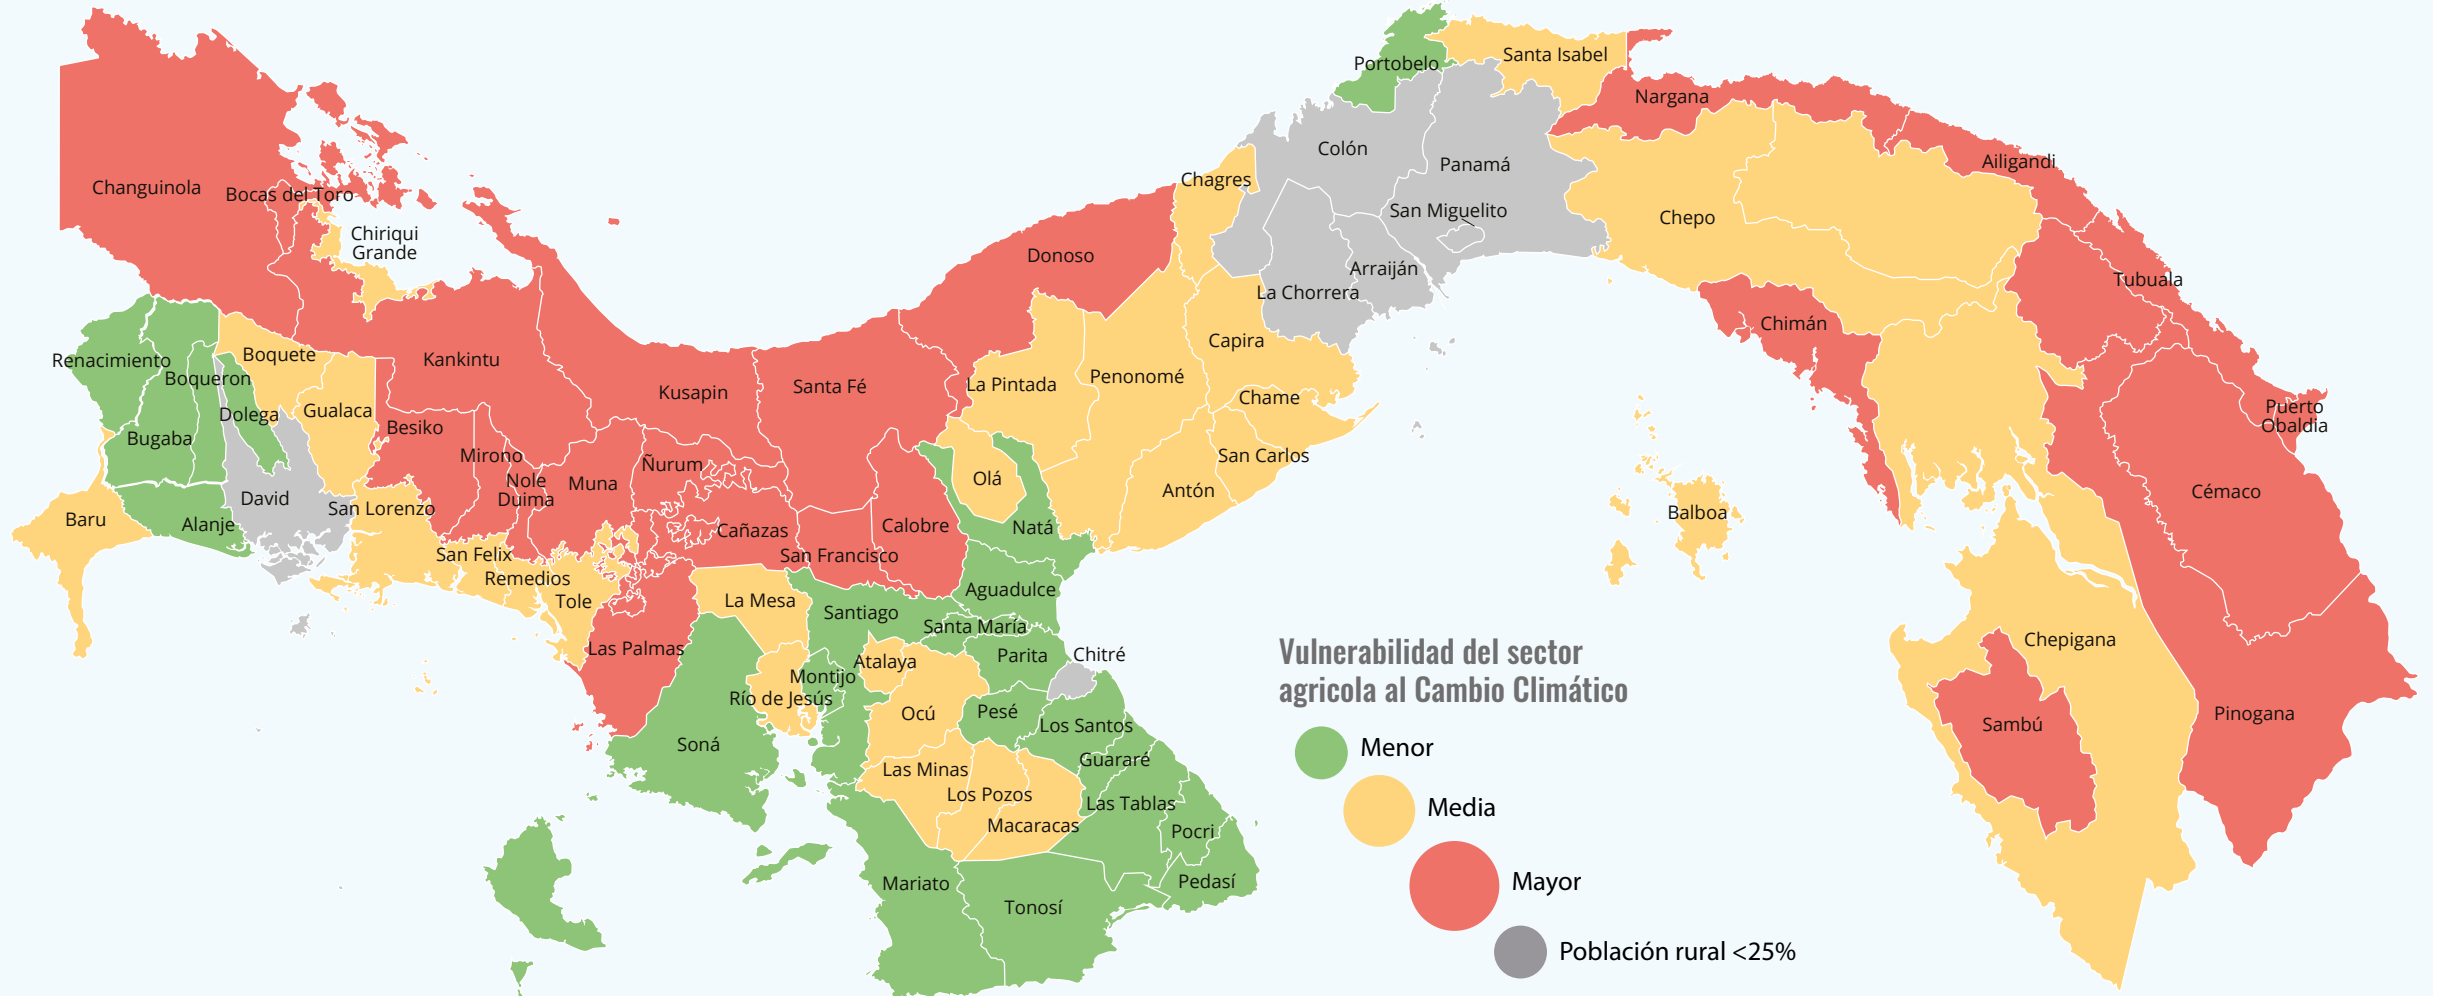 Portobelo
Santa Isabel
Nargana
Colón
Panamá
Ailigandi
Chagres
Changuinola
Bocas del Toro
San Miguelito
Chepo
Chiriqui
Grande
Donoso
Arraiján
La Chorrera
Tubuala
Chimán
Capira
Boquete
Renacimiento
Kankintu
Boqueron
Penonomé
La Pintada
Santa Fé
Kusapin
Chame
Dolega
Gualaca
Puerto
Obaldia
Besiko
Bugaba
Mirono
San Carlos
Ñurum
Nole
Duima
Muna
Olá
Antón
Cémaco
David
San Lorenzo
Balboa
Baru
Alanje
Calobre
Natá
Cañazas
San Felix
San Francisco
Remedios
Aguadulce
Tole
La Mesa
Santiago
Santa María
Chepigana
Las Palmas
Parita
Chitré
Atalaya
Montijo
Río de Jesús
Vulnerabilidad del sector
agricola al Cambio Climático
Ocú
Pesé
Los Santos
Sambú
Pinogana
Soná
Menor
Guararé
Las Minas
Los Pozos
Las Tablas
Media
Macaracas
Pocri
Mariato
Pedasí
Mayor
Tonosí
Población rural <25%